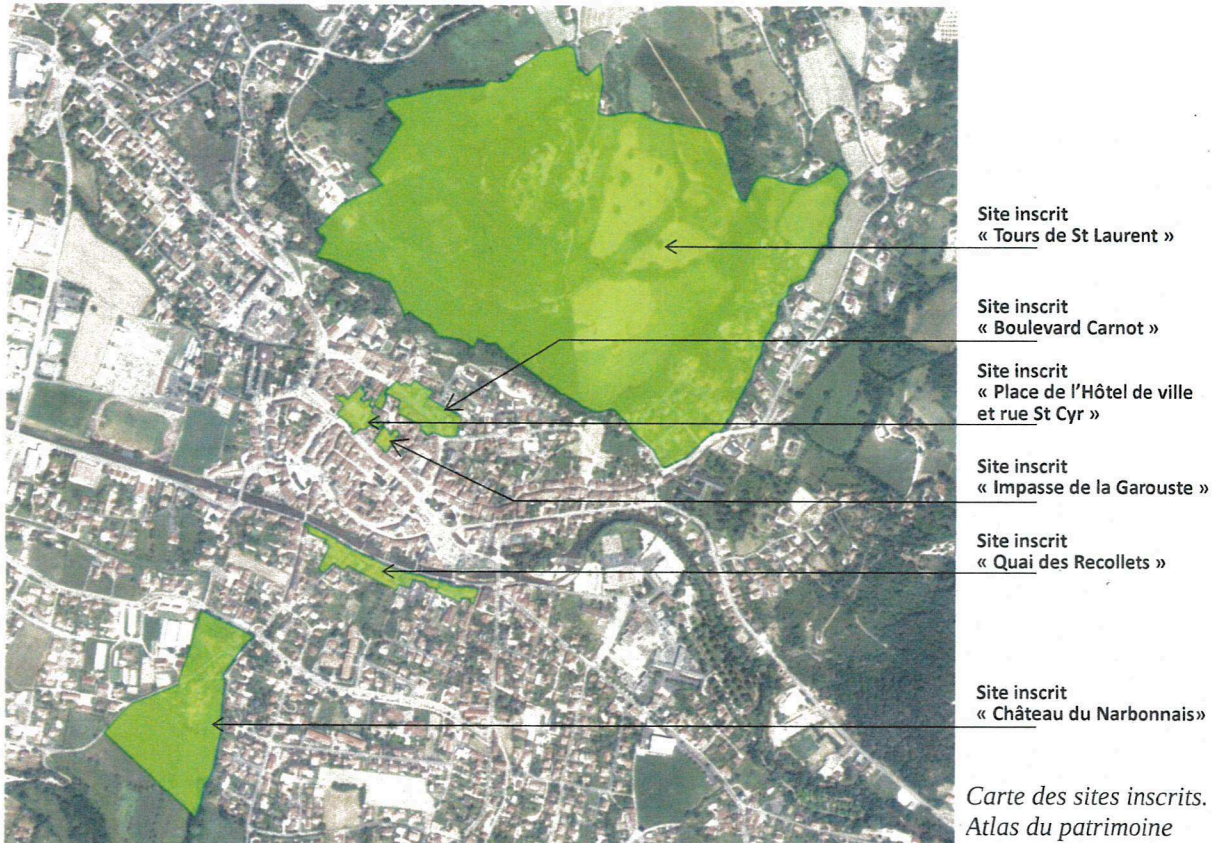 Site inscrit
« Tours de St Laurent »
Site inscrit
« Boulevard Carnot »
Site inscrit
« Place de l'Hôtel de ville
et rue St Cyr »
Site inscrit
« Impasse de la Garouste »
Site inscrit
« Quai des Recollets »
Site inscrit
« Château du Narbonnais»
Carte des sites inscrits.
Atlas du patrimoine